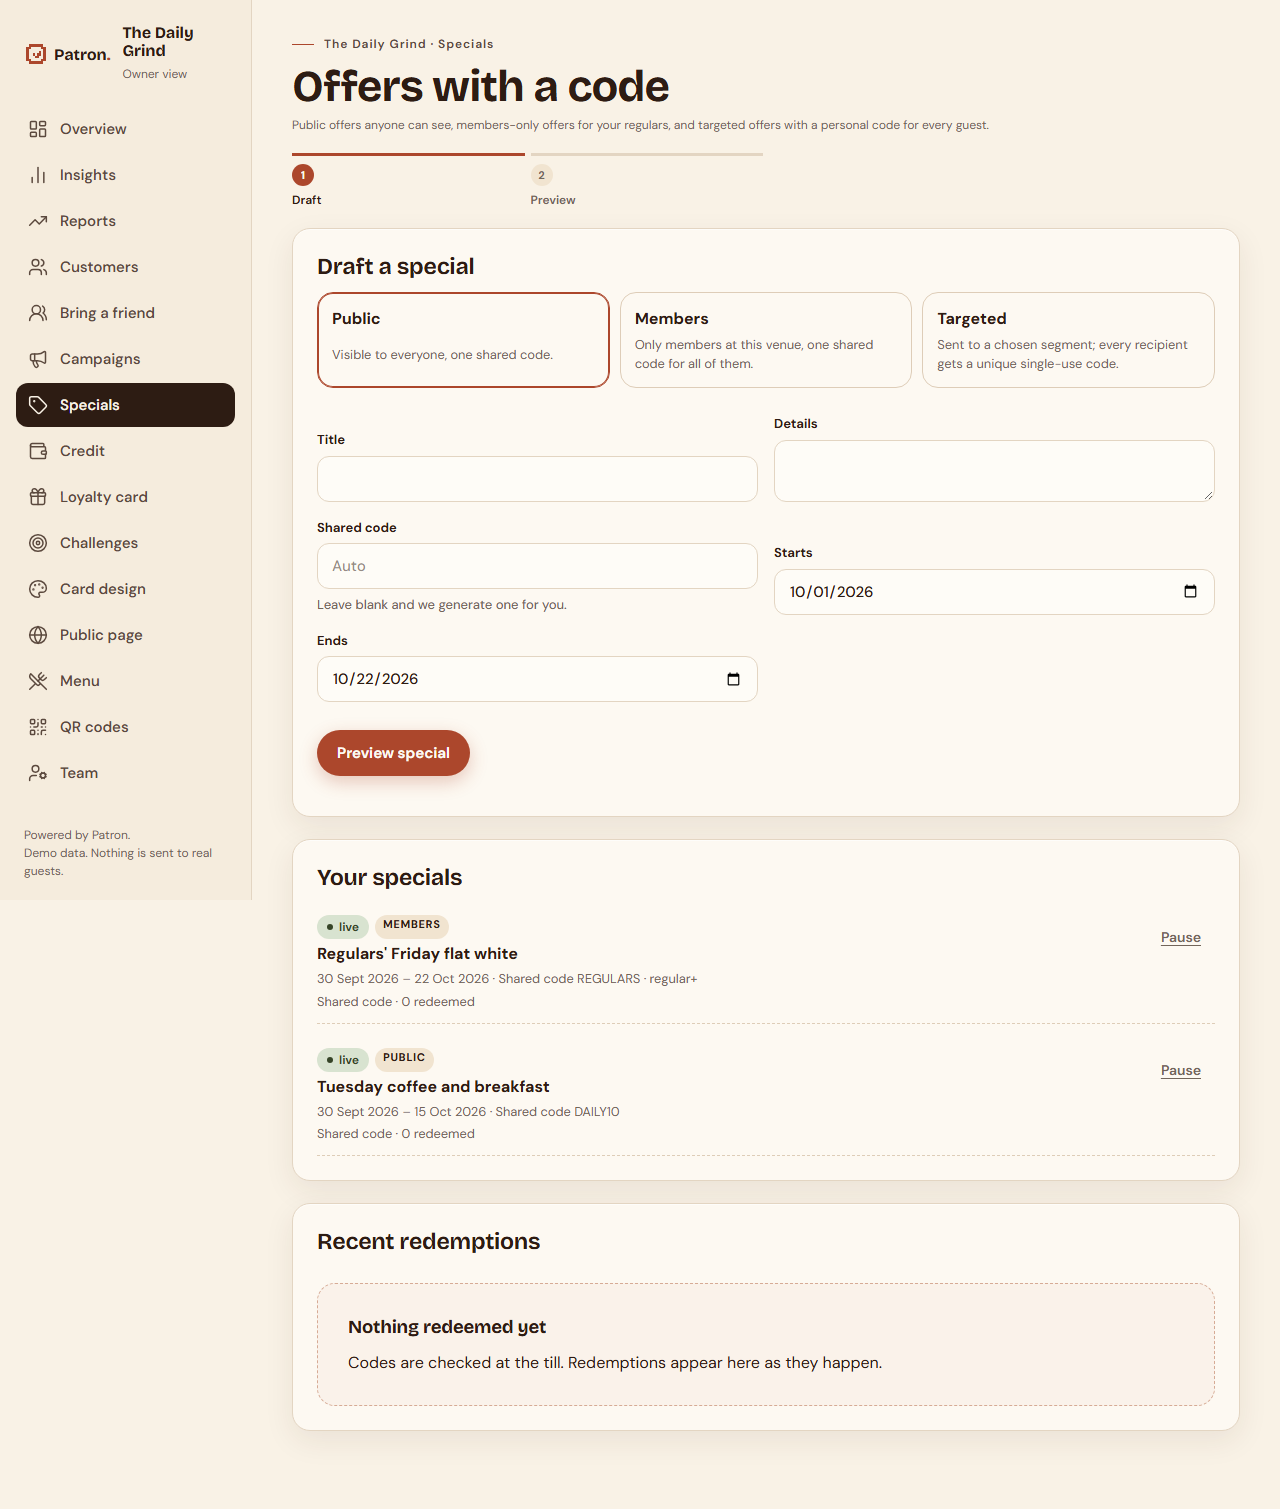 Patron.
The Daily
Grind
Owner view
Overview
Insights
Reports
Customers
Bring a friend
Campaigns
Specials
Credit
Loyalty card
Challenges
Card design
Public page
Menu
QR codes
Team
Powered by Patron.
Demo data. Nothing is sent to real
guests.
The Daily Grind · Specials
Offers with a code
Public offers anyone can see, members-only offers for your regulars, and targeted offers with a personal code for every guest.
1
Draft
2
Preview
Draft a special
Public
Visible to everyone, one shared code.
Members
Only members at this venue, one shared
code for all of them.
Targeted
Sent to a chosen segment; every recipient
gets a unique single-use code.
Title
Details
Shared code
Auto
Leave blank and we generate one for you.
Starts
10/01/2026
Ends
10/22/2026
Preview special
Your specials
live MEMBERS
Regulars' Friday flat white
30 Sept 2026 – 22 Oct 2026 · Shared code REGULARS · regular+
Shared code · 0 redeemed
Pause
live PUBLIC
Tuesday coffee and breakfast
30 Sept 2026 – 15 Oct 2026 · Shared code DAILY10
Shared code · 0 redeemed
Pause
Recent redemptions
Nothing redeemed yet
Codes are checked at the till. Redemptions appear here as they happen.